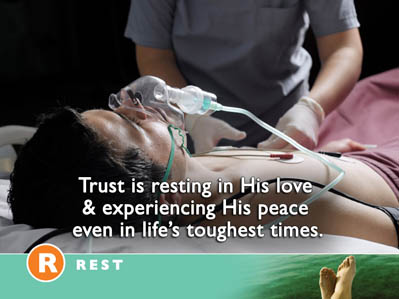 Trust is resting in His love
& experiencing His peace
even in life's toughest times.
R REST